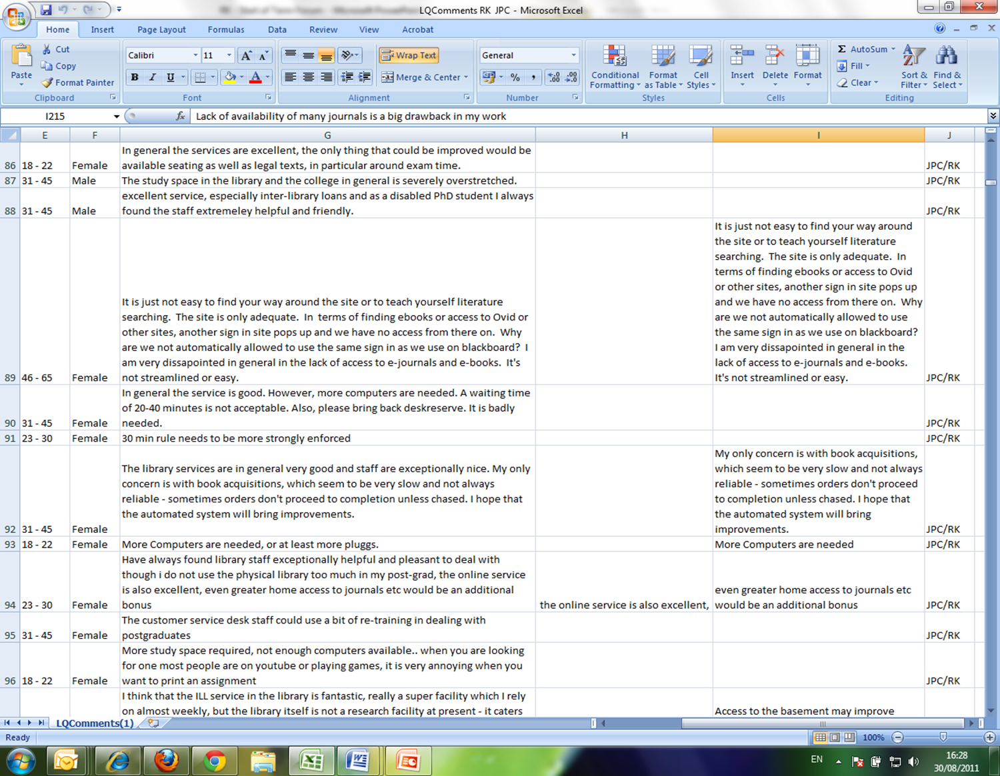 LQComments RK  JPC - Microsoft Excel
Home Insert Page Layout Formulas Data Review View Acrobat
Paste
Cut
Copy
Format Painter
Clipboard
Calibri 11
B I U
Font
Wrap Text
Merge & Center
Alignment
General
%
Number
Conditional Formatting
Format as Table
Cell Styles
Styles
Insert Delete Format
Cells
Σ AutoSum
Fill
Clear
Sort & Filter
Find & Select
Editing
I215 fx Lack of availability of many journals is a big drawback in my work
E F G H I J
In general the services are excellent, the only thing that could be improved would be
86 18 - 22 Female available seating as well as legal texts, in particular around exam time. JPC/RK
87 31 - 45 Male The study space in the library and the college in general is severely overstretched. JPC/RK
excellent service, especially inter-library loans and as a disabled PhD student I always
88 31 - 45 Male found the staff extremeley helpful and friendly. JPC/RK
It is just not easy to find your way around the site or to teach yourself literature
searching.  The site is only adequate.  In  terms of finding ebooks or access to Ovid or
other sites, another sign in site pops up and we have no access from there on.  Why
are we not automatically allowed to use the same sign in as we use on blackboard?  I
am very dissapointed in general in the lack of access to e-journals and e-books.  It's
89 46 - 65 Female not streamlined or easy.
It is just not easy to find your way around
the site or to teach yourself literature
searching.  The site is only adequate.  In
terms of finding ebooks or access to Ovid
or other sites, another sign in site pops up
and we have no access from there on.  Why
are we not automatically allowed to use
the same sign in as we use on blackboard?
I am very dissapointed in general in the
lack of access to e-journals and e-books.
It's not streamlined or easy. JPC/RK
In general the service is good. However, more computers are needed. A waiting time
of 20-40 minutes is not acceptable. Also, please bring back deskreserve. It is badly
90 31 - 45 Female needed. JPC/RK
91 23 - 30 Female 30 min rule needs to be more strongly enforced JPC/RK
The library services are in general very good and staff are exceptionally nice. My only
concern is with book acquisitions, which seem to be very slow and not always
reliable - sometimes orders don't proceed to completion unless chased. I hope that
the automated system will bring improvements.
92 31 - 45 Female
My only concern is with book acquisitions,
which seem to be very slow and not always
reliable - sometimes orders don't proceed
to completion unless chased. I hope that
the automated system will bring
improvements. JPC/RK
93 18 - 22 Female More Computers are needed, or at least more pluggs. More Computers are needed JPC/RK
Have always found library staff exceptionally helpful and pleasant to deal with
though i do not use the physical library too much in my post-grad, the online service
is also excellent, even greater home access to journals etc would be an additional
94 23 - 30 Female bonus
the online service is also excellent,
even greater home access to journals etc
would be an additional bonus JPC/RK
The customer service desk staff could use a bit of re-training in dealing with
95 31 - 45 Female postgraduates JPC/RK
More study space required, not enough computers available.. when you are looking
for one most people are on youtube or playing games, it is very annoying when you
96 18 - 22 Female want to print an assignment JPC/RK
I think that the ILL service in the library is fantastic, really a super facility which I rely
on almost weekly, but the library itself is not a research facility at present - it caters
Access to the basement may improve
LQComments(1)
Ready 100%
EN 16:28
30/08/2011